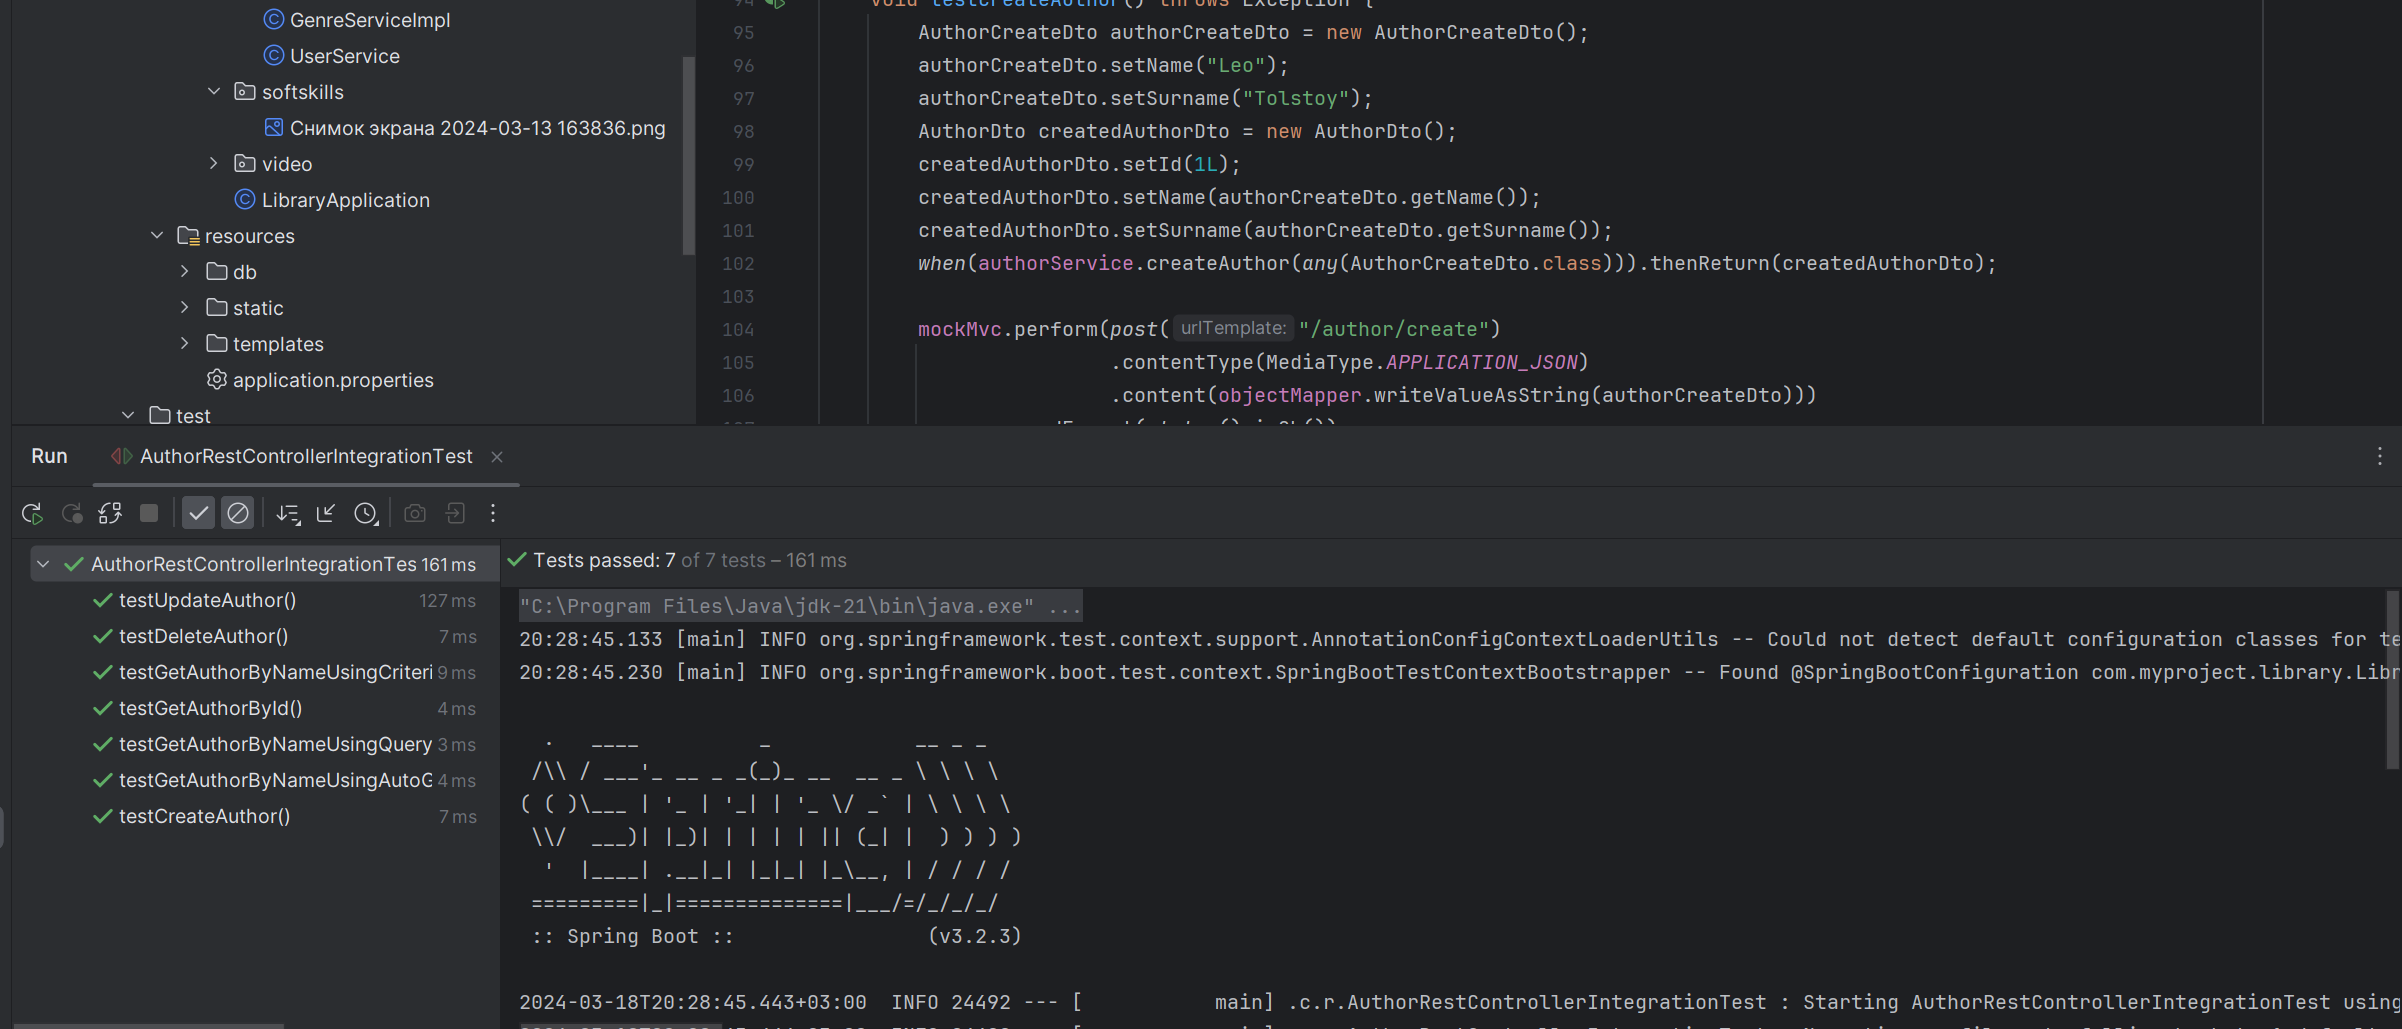 GenreServiceImpl
UserService
softskills
Снимок экрана 2024-03-13 163836.png
video
LibraryApplication
resources
db
static
templates
application.properties
test
94 void testCreateAuthor() throws Exception {
95 AuthorCreateDto authorCreateDto = new AuthorCreateDto();
96 authorCreateDto.setName("Leo");
97 authorCreateDto.setSurname("Tolstoy");
98 AuthorDto createdAuthorDto = new AuthorDto();
99 createdAuthorDto.setId(1L);
100 createdAuthorDto.setName(authorCreateDto.getName());
101 createdAuthorDto.setSurname(authorCreateDto.getSurname());
102 when(authorService.createAuthor(any(AuthorCreateDto.class))).thenReturn(createdAuthorDto);
103
104 mockMvc.perform(post( urlTemplate: "/author/create")
105 .contentType(MediaType.APPLICATION_JSON)
106 .content(objectMapper.writeValueAsString(authorCreateDto)))
Run AuthorRestControllerIntegrationTest
AuthorRestControllerIntegrationTes 161 ms
testUpdateAuthor() 127 ms
testDeleteAuthor() 7 ms
testGetAuthorByNameUsingCriteri 9 ms
testGetAuthorById() 4 ms
testGetAuthorByNameUsingQuery 3 ms
testGetAuthorByNameUsingAutoG 4 ms
testCreateAuthor() 7 ms
Tests passed: 7 of 7 tests – 161 ms
"C:\Program Files\Java\jdk-21\bin\java.exe" ...
20:28:45.133 [main] INFO org.springframework.test.context.support.AnnotationConfigContextLoaderUtils -- Could not detect default configuration classes for te
20:28:45.230 [main] INFO org.springframework.boot.test.context.SpringBootTestContextBootstrapper -- Found @SpringBootConfiguration com.myproject.library.Libr
  .   ____          _            __ _ _
 /\\ / ___'_ __ _ _(_)_ __  __ _ \ \ \ \
( ( )\___ | '_ | '_| | '_ \/ _` | \ \ \ \
 \\/  ___)| |_)| | | | | || (_| |  ) ) ) )
  '  |____| .__|_| |_|_| |_\__, | / / / /
 =========|_|==============|___/=/_/_/_/
 :: Spring Boot ::                (v3.2.3)
2024-03-18T20:28:45.443+03:00  INFO 24492 --- [           main] .c.r.AuthorRestControllerIntegrationTest : Starting AuthorRestControllerIntegrationTest using